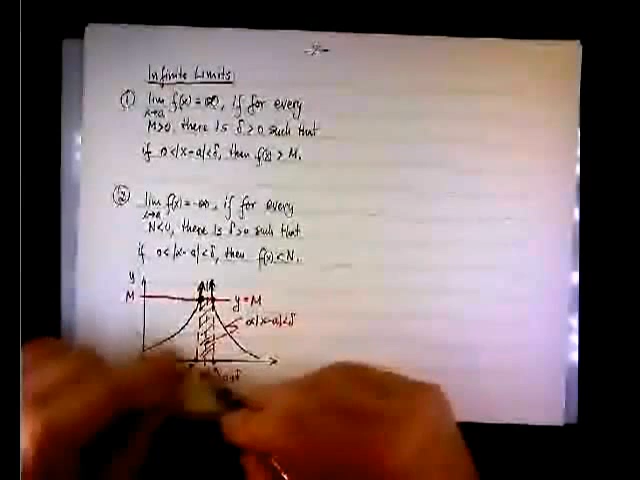 Infinite Limits
① lim f(x) = ∞, if for every
x→a
M>0, there is δ>0 such that
if 0<|x-a|<δ, then f(x) > M.
② lim f(x) = -∞, if for every
x→a
N<0, there is δ>0 such that
if 0<|x-a|<δ, then f(x) < N.
y
M
y = M
0<|x-a|<δ